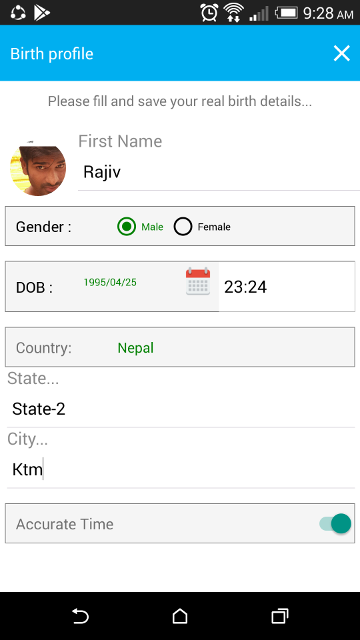 9:28 AM
Birth profile
Please fill and save your real birth details...
First Name
Rajiv
Gender : Male Female
DOB : 1995/04/25 23:24
Country: Nepal
State...
State-2
City...
Ktm
Accurate Time